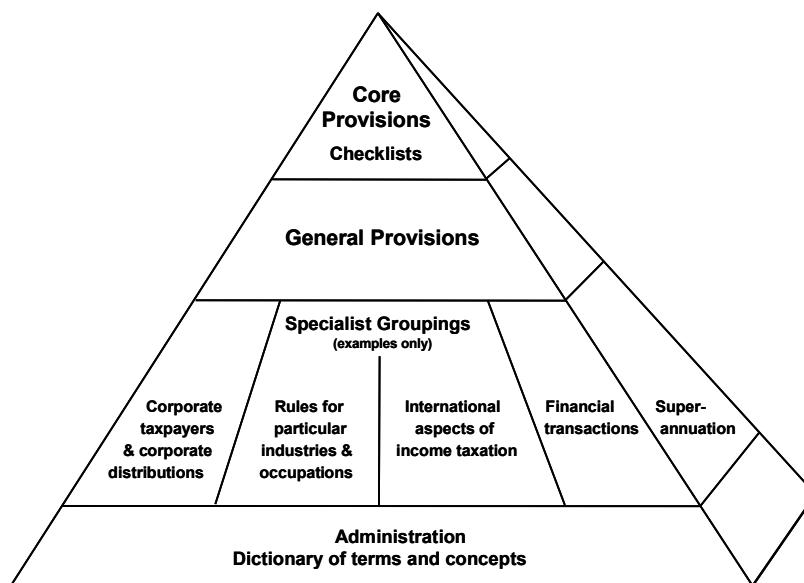 Core
Provisions
Checklists
General Provisions
Specialist Groupings
(examples only)
Corporate
taxpayers
& corporate
distributions
Rules for
particular
industries &
occupations
International
aspects of
income taxation
Financial
transactions
Super-
annuation
Administration
Dictionary of terms and concepts